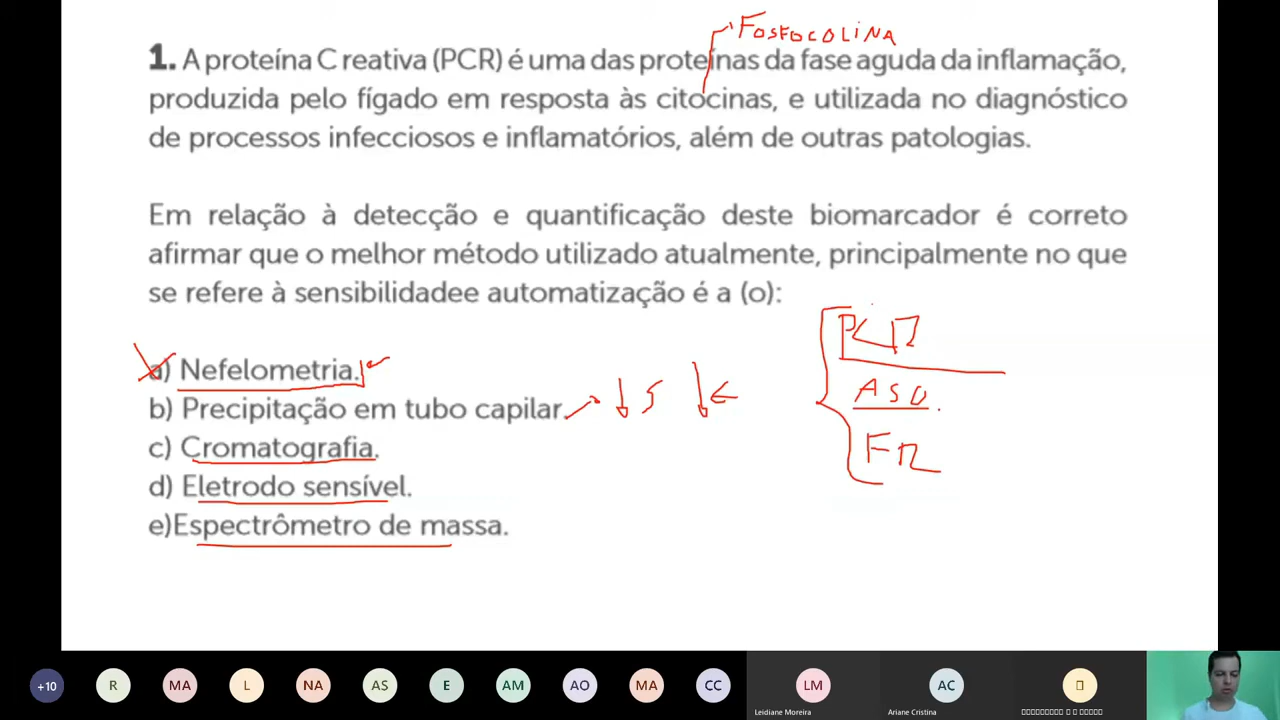 FOSFOCOLINA
1. A proteína C reativa (PCR) é uma das proteínas da fase aguda da inflamação,
produzida pelo fígado em resposta às citocinas, e utilizada no diagnóstico
de processos infecciosos e inflamatórios, além de outras patologias.
Em relação à detecção e quantificação deste biomarcador é correto
afirmar que o melhor método utilizado atualmente, principalmente no que
se refere à sensibilidadee automatização é a (o):
a) Nefelometria.
b) Precipitação em tubo capilar. ↓ S ↓ E
c) Cromatografia.
d) Eletrodo sensível.
e)Espectrômetro de massa.
PCR
ASO
FR
+10 R MA L NA AS E AM AO MA CC LM AC
Leidiane Moreira Ariane Cristina